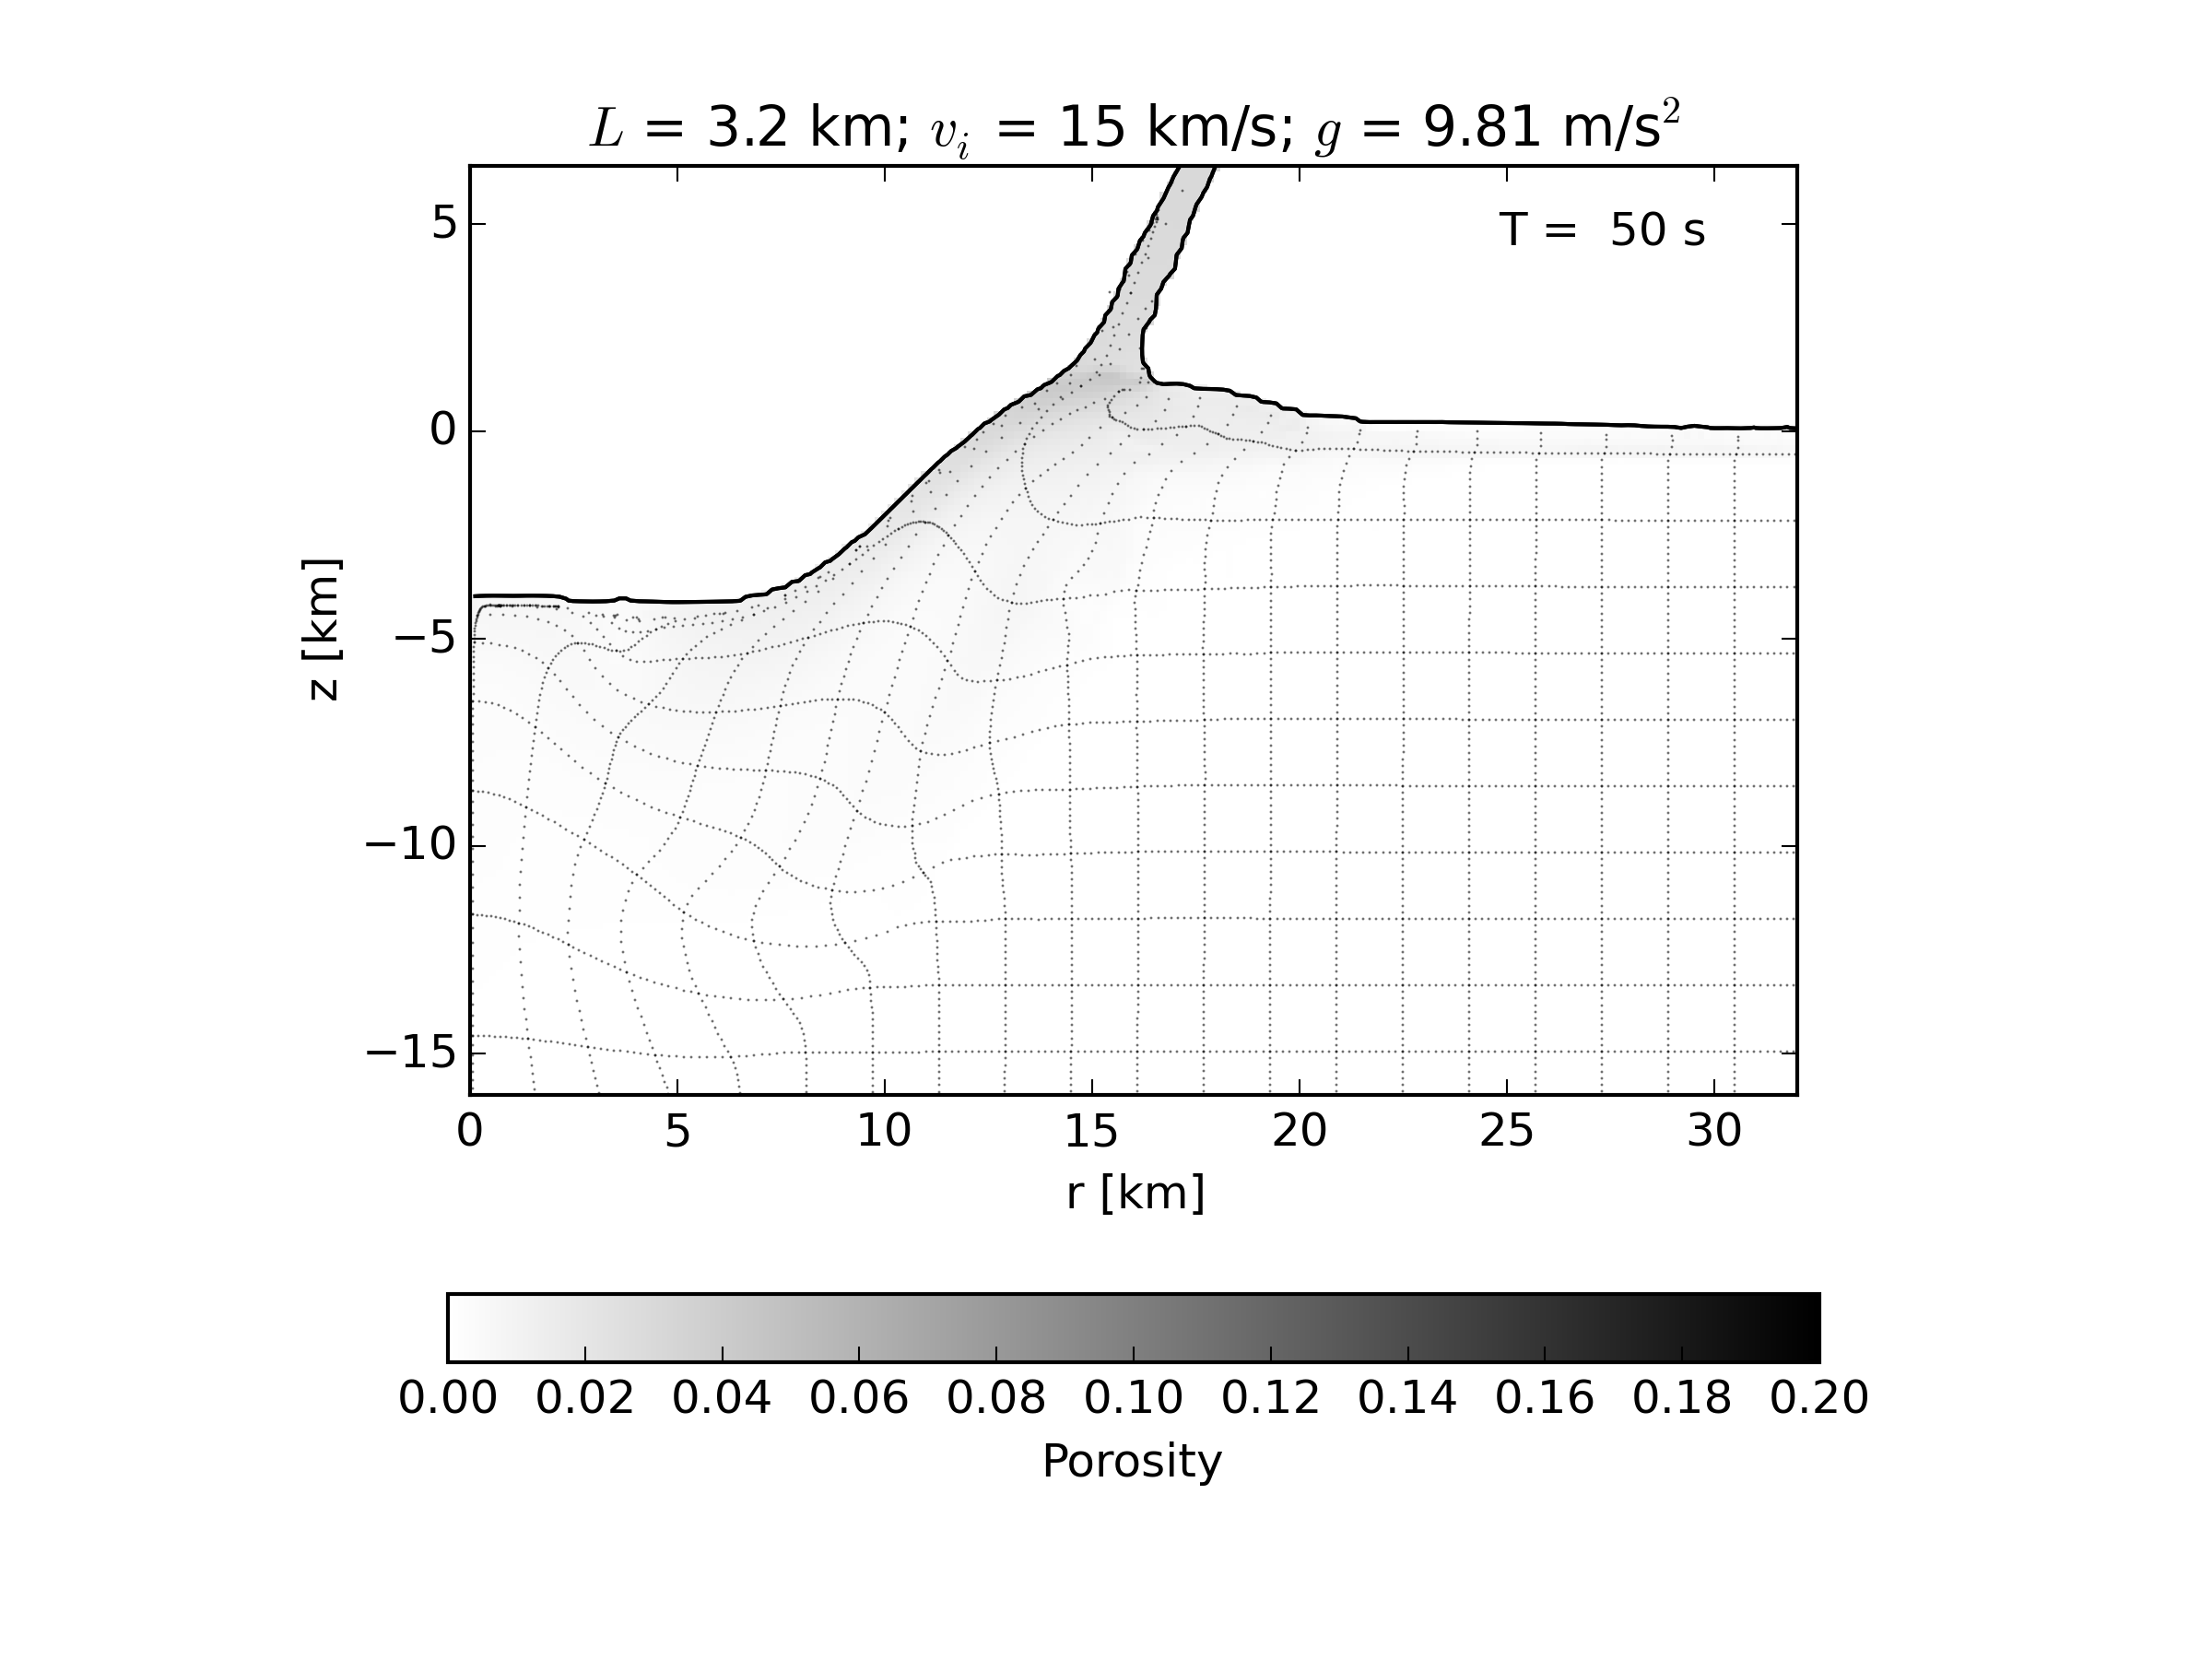 L = 3.2 km; v_i = 15 km/s; g = 9.81 m/s²
T = 50 s
5
0
−5
−10
−15
z [km]
0 5 10 15 20 25 30
r [km]
0.00 0.02 0.04 0.06 0.08 0.10 0.12 0.14 0.16 0.18 0.20
Porosity